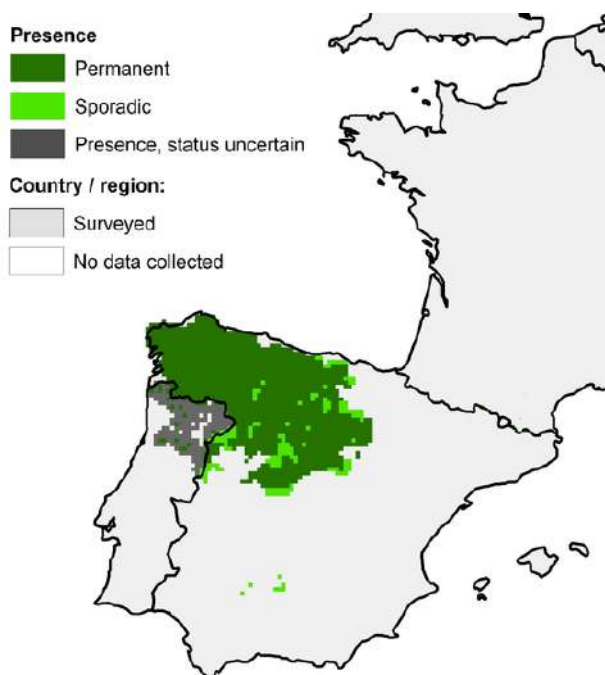 Presence
Permanent
Sporadic
Presence, status uncertain
Country / region:
Surveyed
No data collected